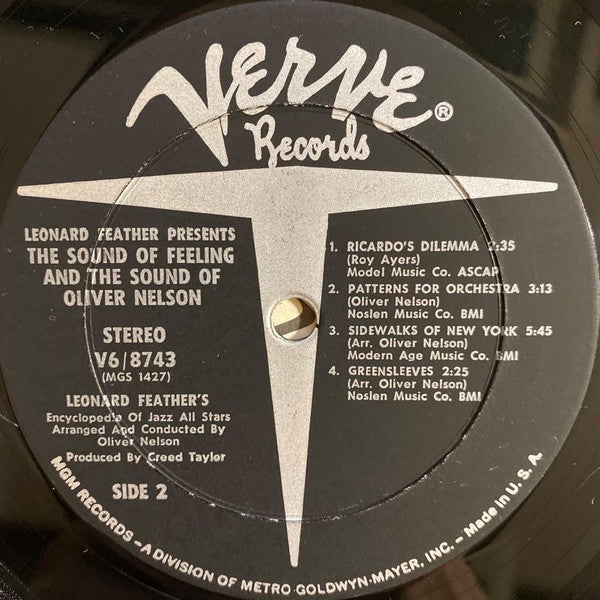 Verve®
Records
LEONARD FEATHER PRESENTS
THE SOUND OF FEELING
AND THE SOUND OF
OLIVER NELSON
STEREO
V6/8743
(MGS 1427)
LEONARD FEATHER'S
Encyclopedia Of Jazz All Stars
Arranged And Conducted By
Oliver Nelson
Produced By Creed Taylor
SIDE 2
1. RICARDO'S DILEMMA 2:35
(Roy Ayers)
Model Music Co. ASCAP
2. PATTERNS FOR ORCHESTRA 3:13
(Oliver Nelson)
Noslen Music Co. BMI
3. SIDEWALKS OF NEW YORK 5:45
(Arr. Oliver Nelson)
Modern Age Music Co. BMI
4. GREENSLEEVES 2:25
(Arr. Oliver Nelson)
Noslen Music Co. BMI
MGM RECORDS—A DIVISION OF METRO-GOLDWYN-MAYER, INC.—Made in U. S. A.